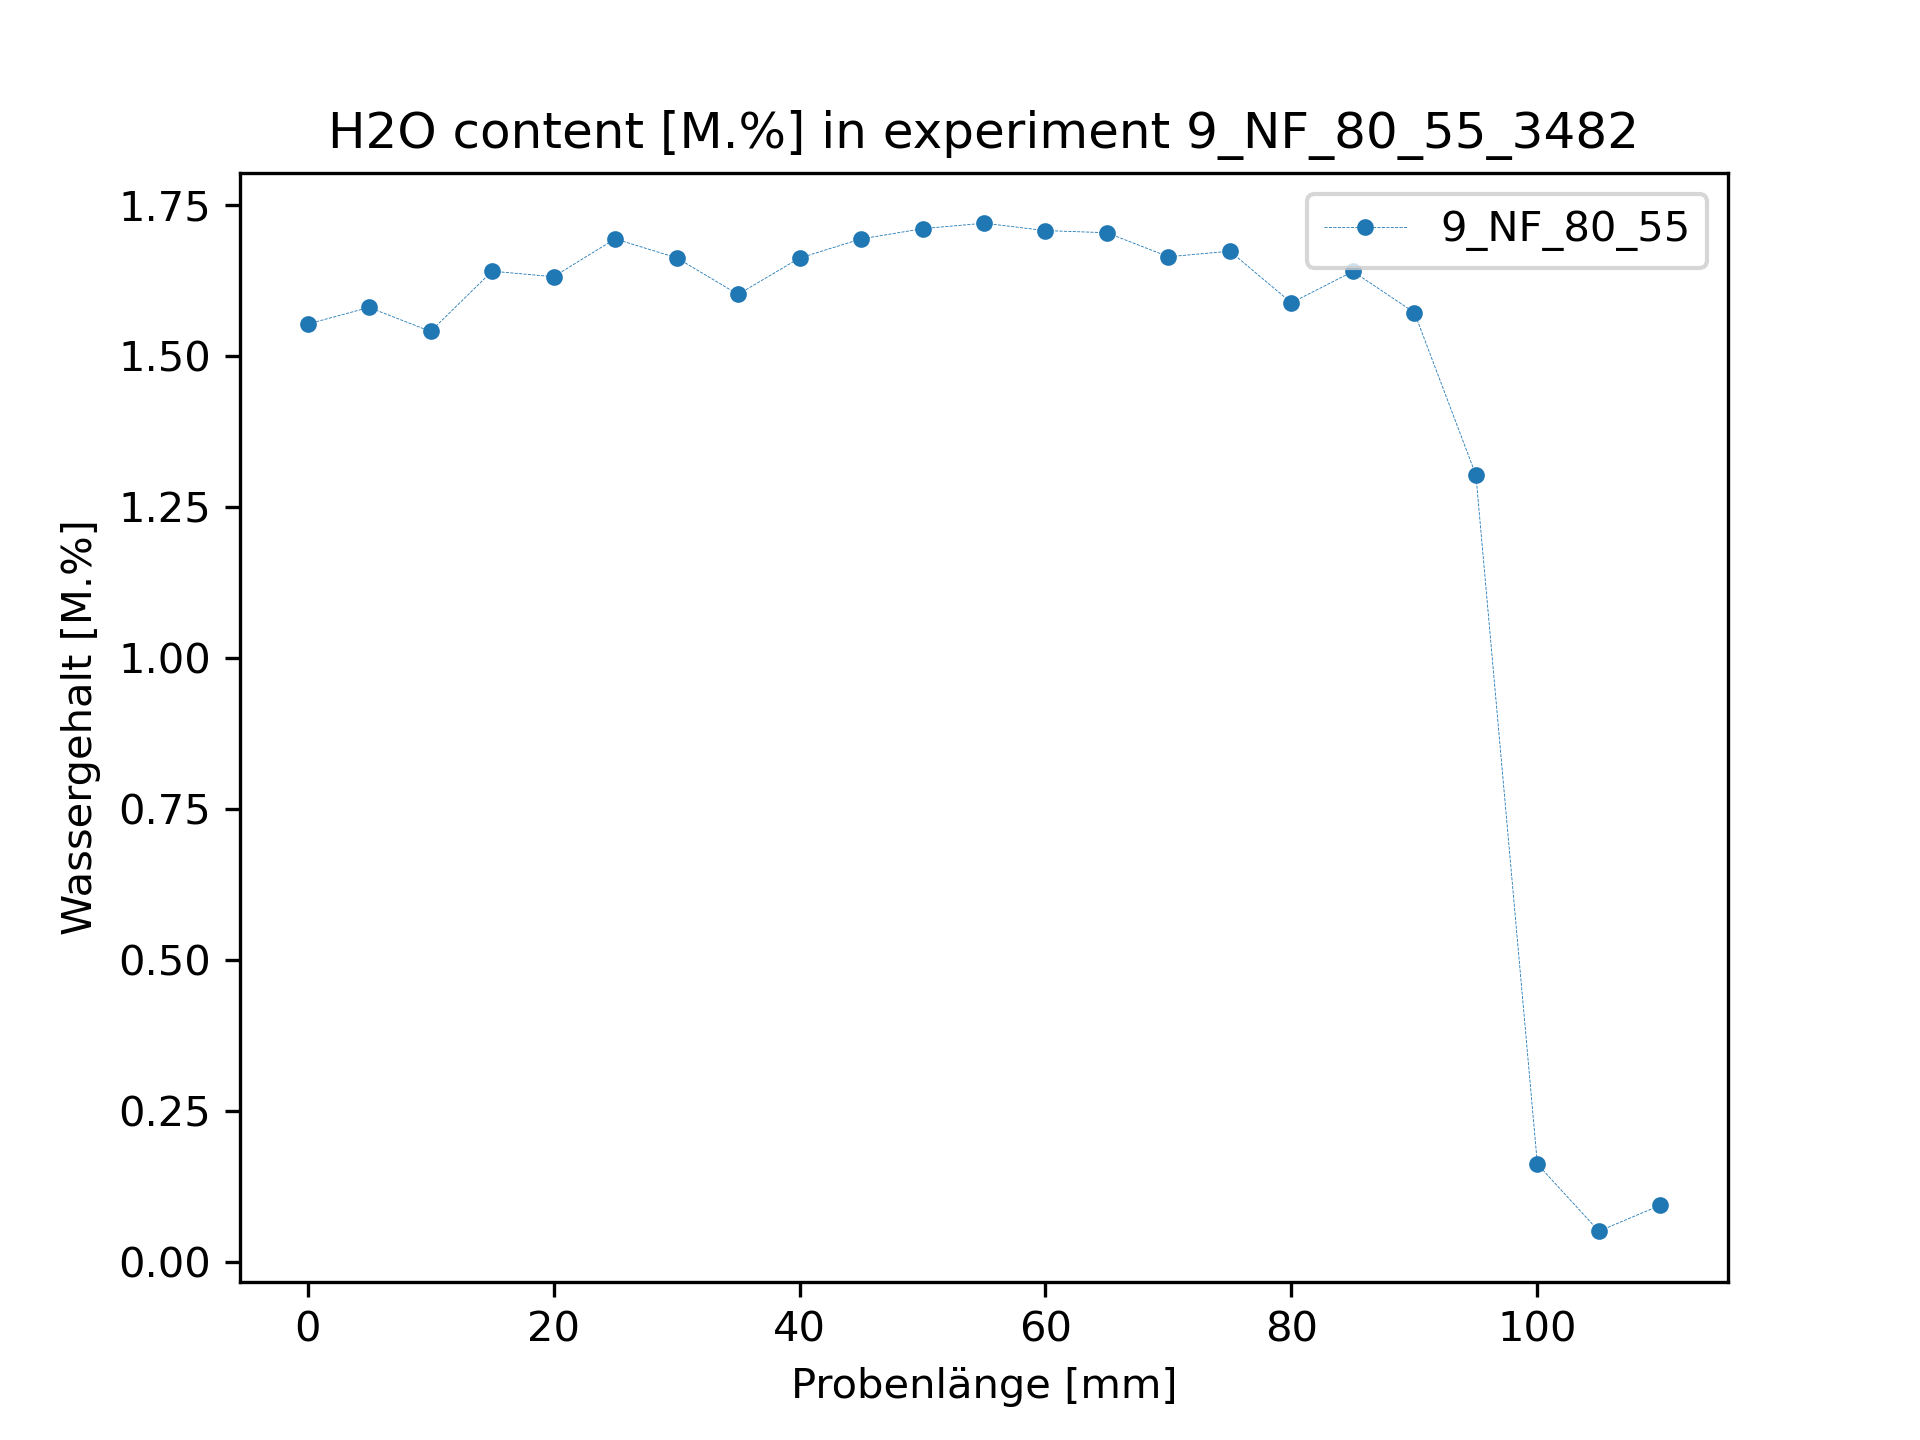 H2O content [M.%] in experiment 9_NF_80_55_3482
9_NF_80_55
1.75
1.50
1.25
1.00
0.75
0.50
0.25
0.00
Wassergehalt [M.%]
0 20 40 60 80 100
Probenlänge [mm]